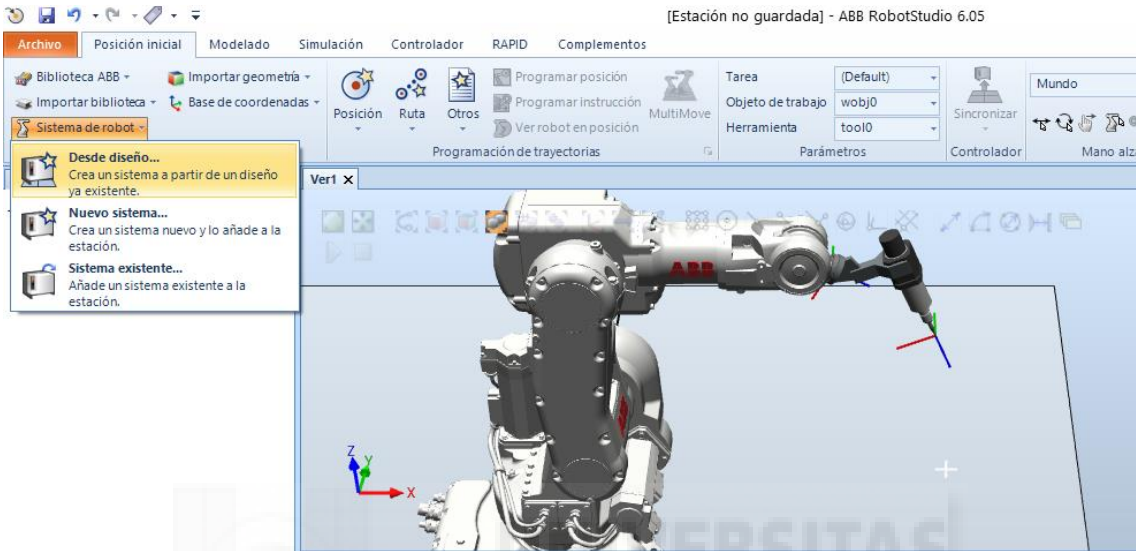 [Estación no guardada] - ABB RobotStudio 6.05
Archivo Posición inicial Modelado Simulación Controlador RAPID Complementos
Biblioteca ABB
Importar biblioteca
Sistema de robot
Importar geometría
Base de coordenadas
Posición
Ruta
Otros
Programar posición
Programar instrucción
Ver robot en posición
MultiMove
Programación de trayectorias
Tarea (Default)
Objeto de trabajo wobj0
Herramienta tool0
Parámetros
Sincronizar
Controlador
Mundo
Mano alz
Desde diseño...
Crea un sistema a partir de un diseño
ya existente.
Nuevo sistema...
Crea un sistema nuevo y lo añade a la
estación.
Sistema existente...
Añade un sistema existente a la
estación.
Ver1 X
ABB
ABB
Z
Y
X
UNIVERSITAS